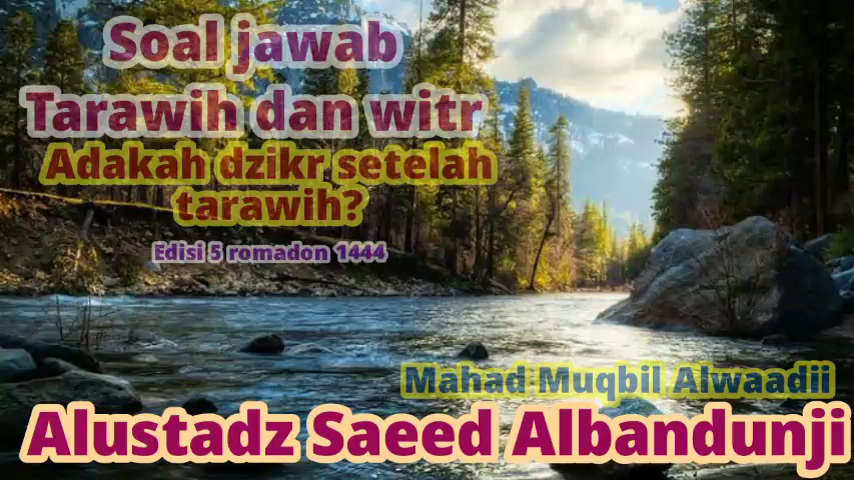 Soal jawab
Tarawih dan witr
Adakah dzikr setelah
tarawih?
Edisi 5 romadon 1444
Mahad Muqbil Alwaadii
Alustadz Saeed Albandunji